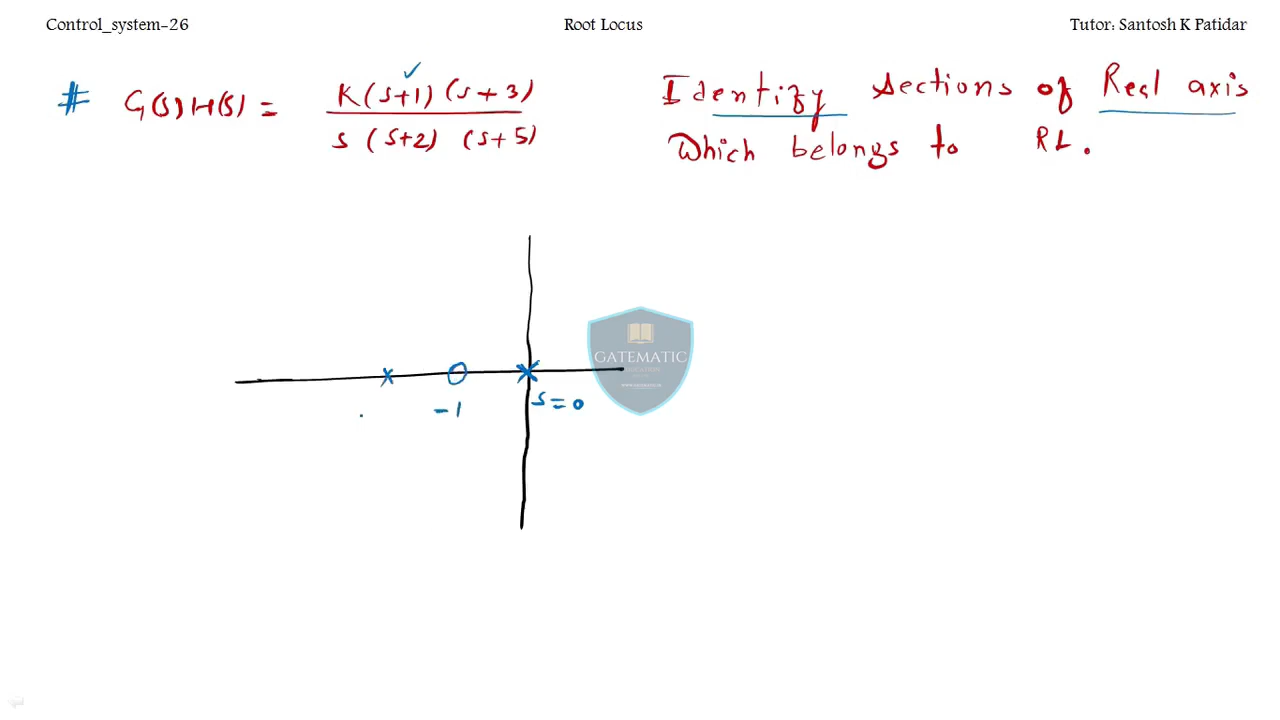 Control_system-26 Root Locus Tutor: Santosh K Patidar
# G(s)H(s) = K(s+1)(s+3) / s(s+2)(s+5)
Identify sections of Real axis
Which belongs to RL.
GATEMATIC
-1 s=0